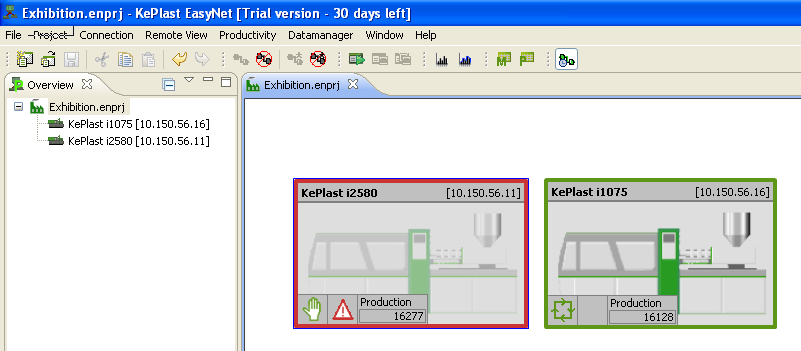 Exhibition.enprj - KePlast EasyNet [Trial version - 30 days left]
File Project Connection Remote View Productivity Datamanager Window Help
Overview
Exhibition.enprj
Exhibition.enprj
KePlast i1075 [10.150.56.16]
KePlast i2580 [10.150.56.11]
KePlast i2580 [10.150.56.11]
Production
16277
KePlast i1075 [10.150.56.16]
Production
16128